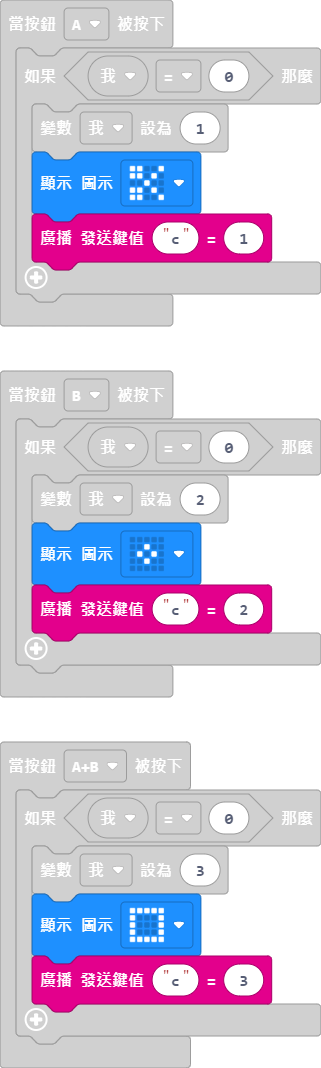 當按鈕 A 被按下
如果 我 = 0 那麼
變數 我 設為 1
顯示 圖示
廣播 發送鍵值 "c" = 1
當按鈕 B 被按下
如果 我 = 0 那麼
變數 我 設為 2
顯示 圖示
廣播 發送鍵值 "c" = 2
當按鈕 A+B 被按下
如果 我 = 0 那麼
變數 我 設為 3
顯示 圖示
廣播 發送鍵值 "c" = 3